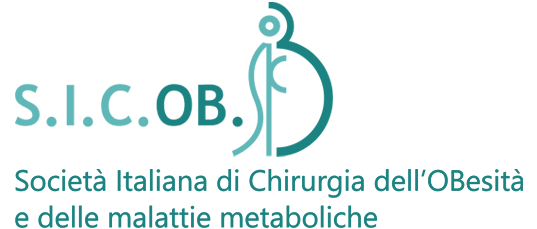 S.I.C.OB.
Società Italiana di Chirurgia dell'OBesità
e delle malattie metaboliche